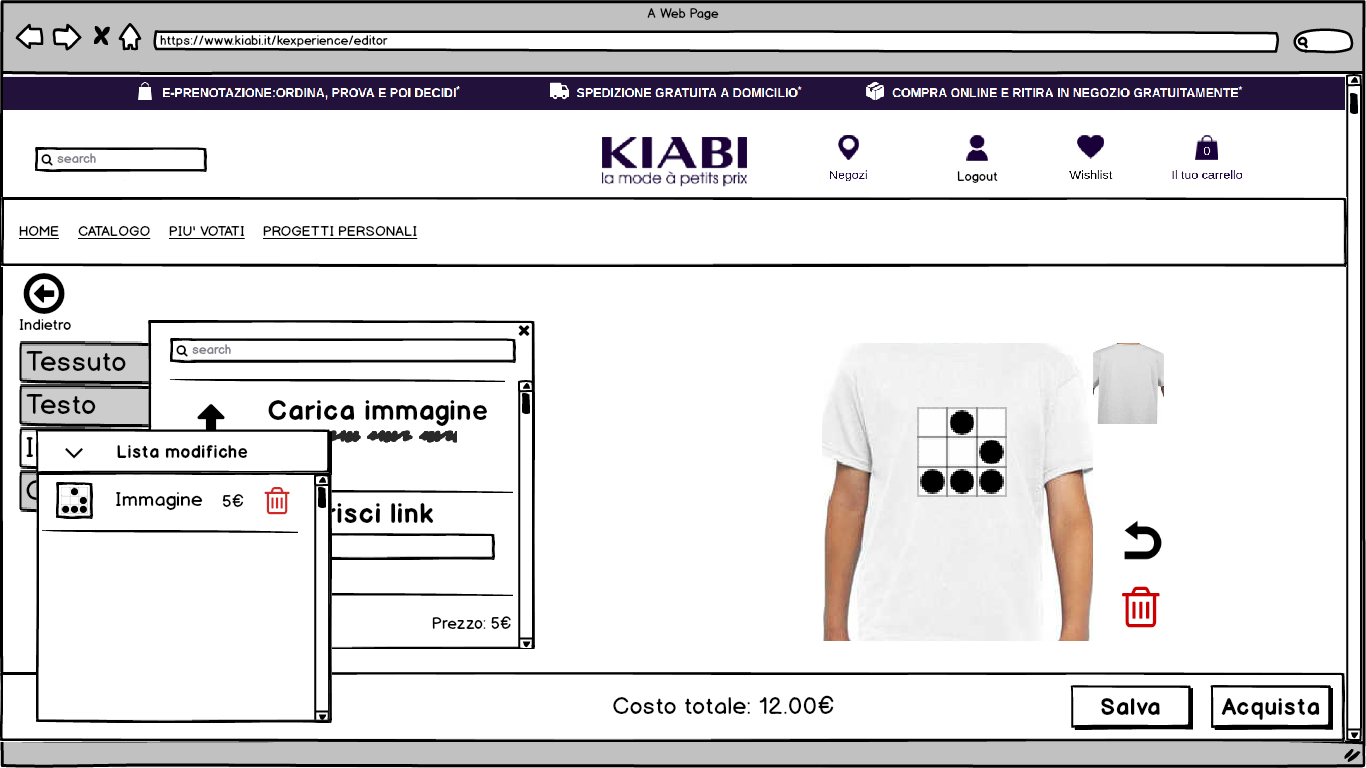 A Web Page
https://www.kiabi.it/kexperience/editor
E-PRENOTAZIONE:ORDINA, PROVA E POI DECIDI*
SPEDIZIONE GRATUITA A DOMICILIO*
COMPRA ONLINE E RITIRA IN NEGOZIO GRATUITAMENTE*
search
KIABI
la mode à petits prix
Negozi
Logout
Wishlist
0
Il tuo carrello
HOME
CATALOGO
PIU' VOTATI
PROGETTI PERSONALI
Indietro
Tessuto
Testo
search
Carica immagine
Lista modifiche
Immagine 5€
risci link
Prezzo: 5€
Costo totale: 12.00€
Salva
Acquista